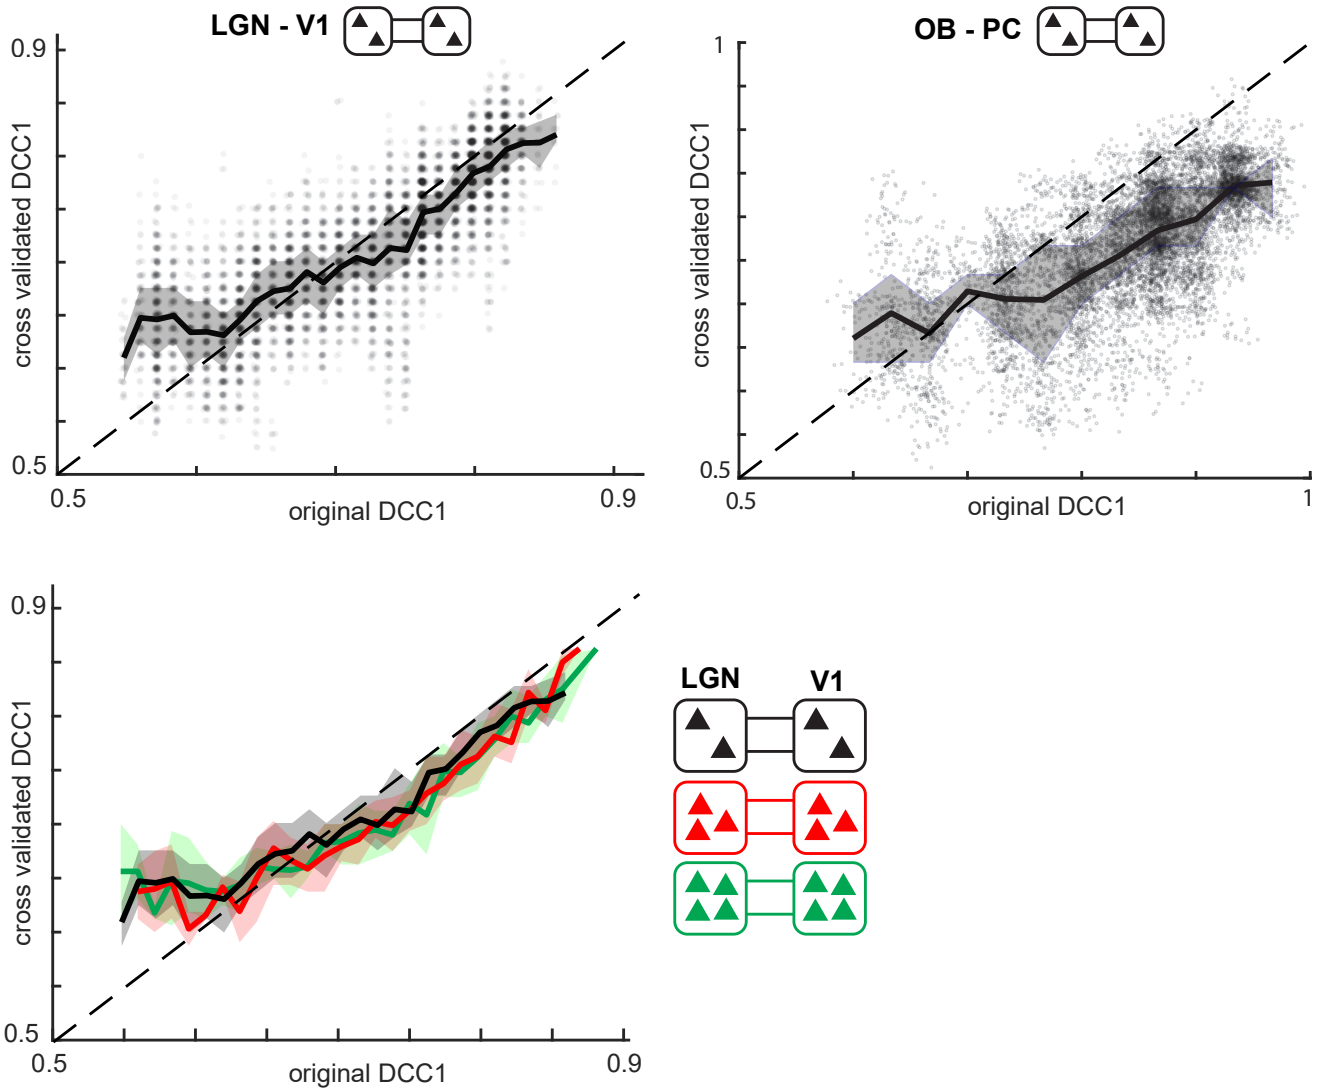 LGN - V1
0.9
cross validated DCC1
0.5
0.5
0.9
original DCC1
OB - PC
1
cross validated DCC1
0.5
0.5
1
original DCC1
0.9
cross validated DCC1
0.5
0.5
0.9
original DCC1
LGN
V1